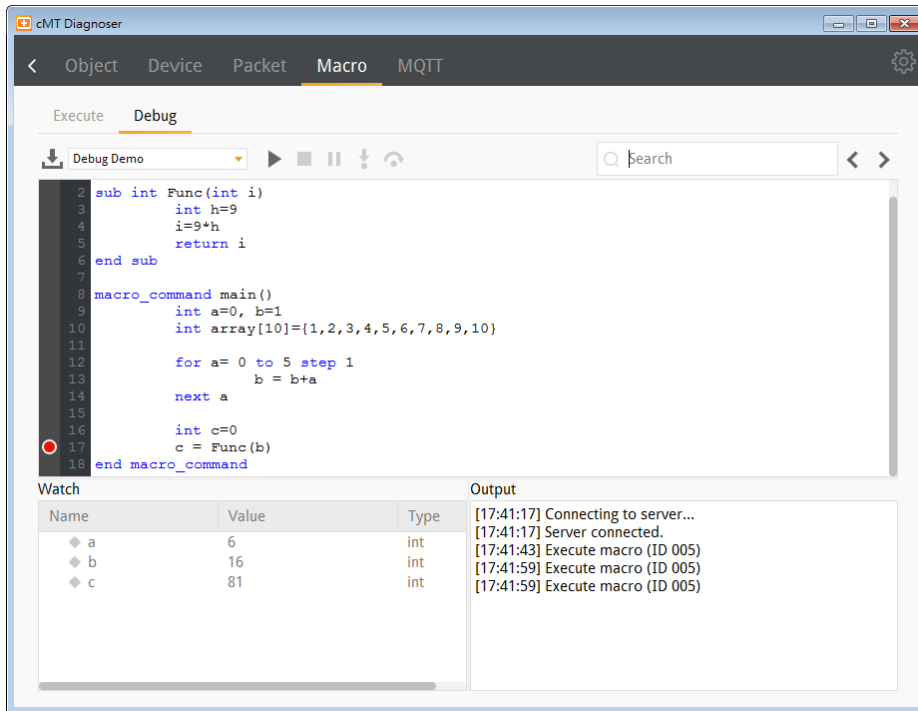 cMT Diagnoser
Object Device Packet Macro MQTT
Execute Debug
Debug Demo
Search
2 sub int Func(int i)
3 int h=9
4 i=9*h
5 return i
6 end sub
7
8 macro_command main()
9 int a=0, b=1
10 int array[10]={1,2,3,4,5,6,7,8,9,10}
11
12 for a= 0 to 5 step 1
13 b = b+a
14 next a
15
16 int c=0
17 c = Func(b)
18 end macro_command
Watch
Name Value Type
a 6 int
b 16 int
c 81 int
Output
[17:41:17] Connecting to server...
[17:41:17] Server connected.
[17:41:43] Execute macro (ID 005)
[17:41:59] Execute macro (ID 005)
[17:41:59] Execute macro (ID 005)